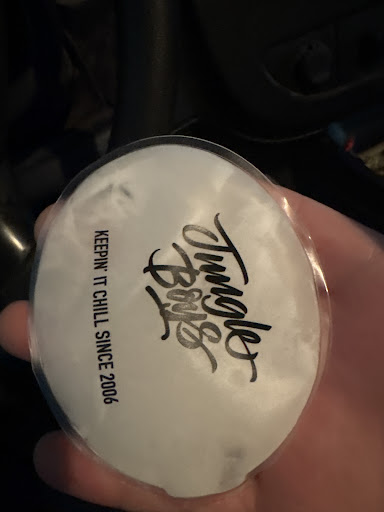 Jungle
Boys
KEEPIN' IT CHILL SINCE 2006